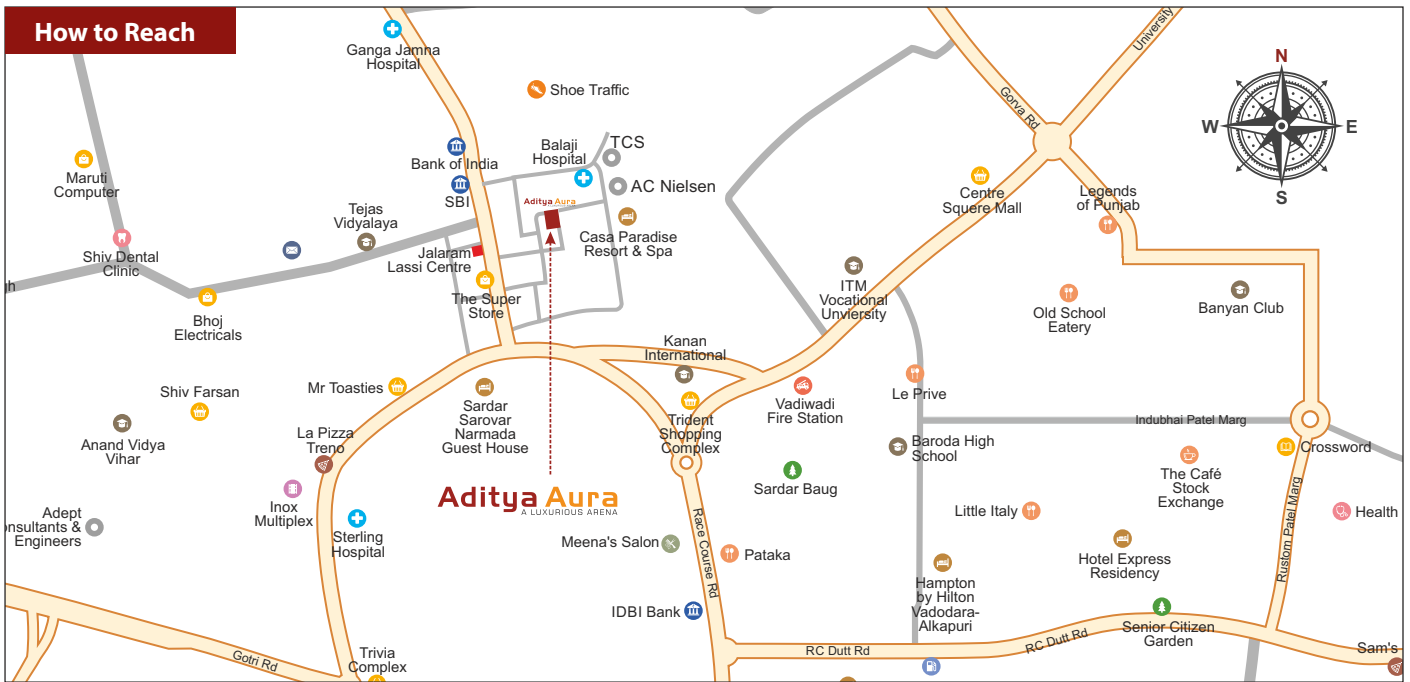 How to Reach
Ganga Jamna
Hospital
Shoe Traffic
University
Gorva Rd
N
W
E
S
Bank of India
SBI
Balaji
Hospital
TCS
AC Nielsen
Aditya Aura
Casa Paradise
Resort & Spa
Maruti
Computer
Tejas
Vidyalaya
Shiv Dental
Clinic
Jalaram
Lassi Centre
The Super
Store
Bhoj
Electricals
gh
Centre
Squere Mall
Legends
of Punjab
ITM
Vocational
Unviersity
Old School
Eatery
Banyan Club
Kanan
International
Shiv Farsan
Mr Toasties
Sardar
Sarovar
Narmada
Guest House
Trident
Shopping
Complex
Vadiwadi
Fire Station
Le Prive
Indubhai Patel Marg
Anand Vidya
Vihar
La Pizza
Treno
Baroda High
School
Crossword
Sardar Baug
The Café
Stock
Exchange
Inox
Multiplex
Aditya Aura
A LUXURIOUS ARENA
Adept
onsultants &
Engineers
Sterling
Hospital
Little Italy
Health
Meena's Salon
Race Course Rd
Pataka
Rustom Patel Marg
Hotel Express
Residency
Hampton
by Hilton
Vadodara-
Alkapuri
IDBI Bank
Senior Citizen
Garden
RC Dutt Rd
RC Dutt Rd
Sam's
Gotri Rd
Trivia
Complex